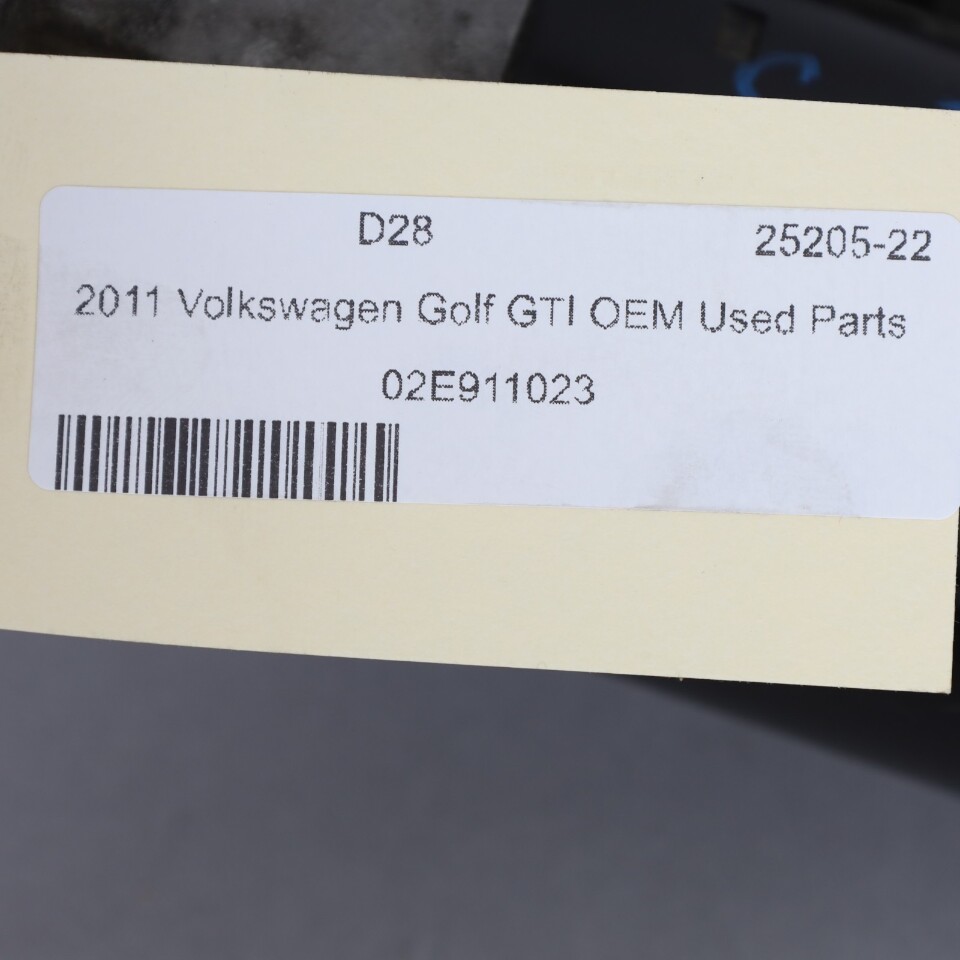 D28 25205-22
2011 Volkswagen Golf GTI OEM Used Parts
02E911023